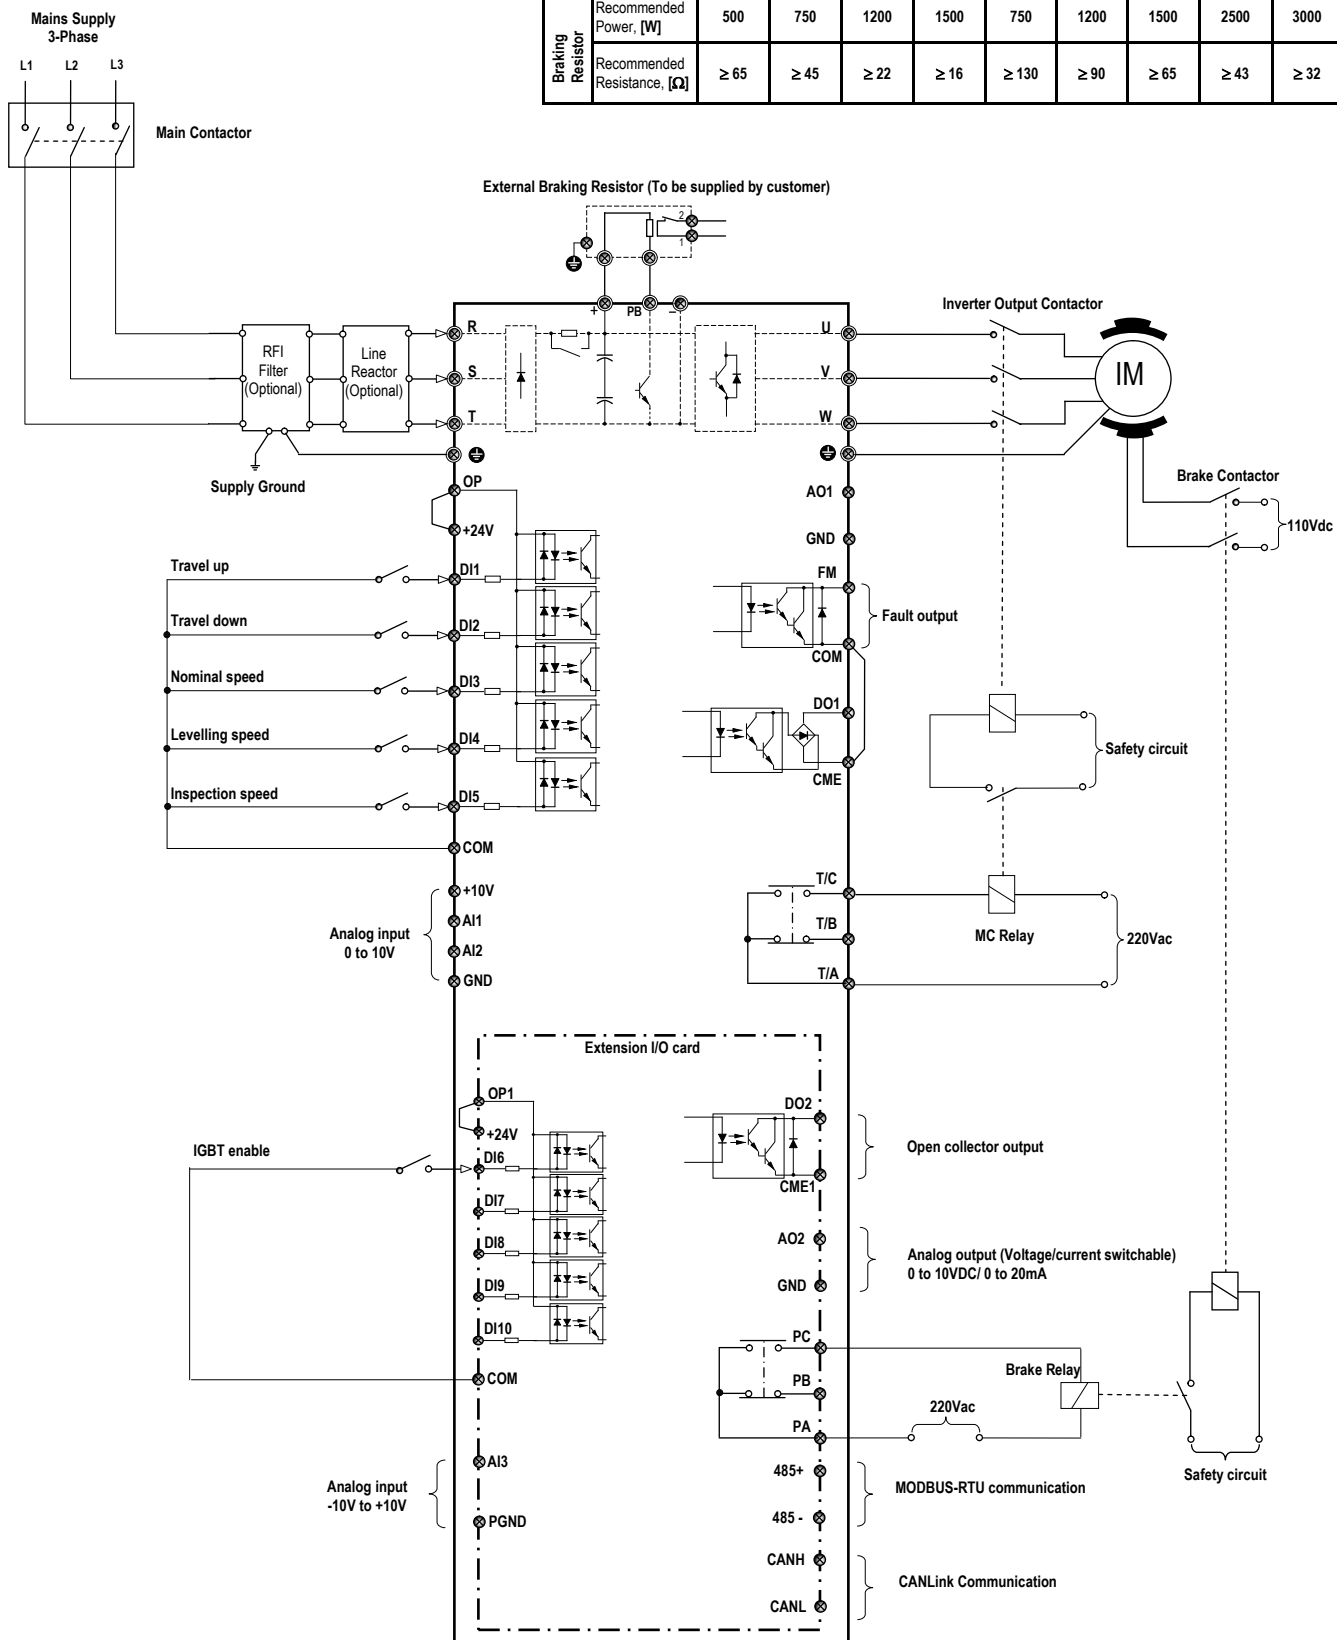 Braking
Resistor
Recommended
Power, [W]
500
750
1200
1500
750
1200
1500
2500
3000
Recommended
Resistance, [Ω]
≥ 65
≥ 45
≥ 22
≥ 16
≥ 130
≥ 90
≥ 65
≥ 43
≥ 32
Mains Supply
3-Phase
L1
L2
L3
Main Contactor
External Braking Resistor (To be supplied by customer)
2
1
+
PB
–
R
S
T
U
V
W
RFI
Filter
(Optional)
Line
Reactor
(Optional)
Supply Ground
Inverter Output Contactor
IM
Brake Contactor
110Vdc
OP
+24V
Travel up
DI1
Travel down
DI2
Nominal speed
DI3
Levelling speed
DI4
Inspection speed
DI5
COM
AO1
GND
FM
Fault output
COM
DO1
CME
Safety circuit
+10V
AI1
AI2
GND
Analog input
0 to 10V
T/C
T/B
T/A
MC Relay
220Vac
Extension I/O card
OP1
+24V
IGBT enable
DI6
DI7
DI8
DI9
DI10
COM
Analog input
-10V to +10V
AI3
PGND
DO2
CME1
Open collector output
AO2
GND
Analog output (Voltage/current switchable)
0 to 10VDC/ 0 to 20mA
PC
PB
PA
Brake Relay
220Vac
Safety circuit
485+
485 -
MODBUS-RTU communication
CANH
CANL
CANLink Communication